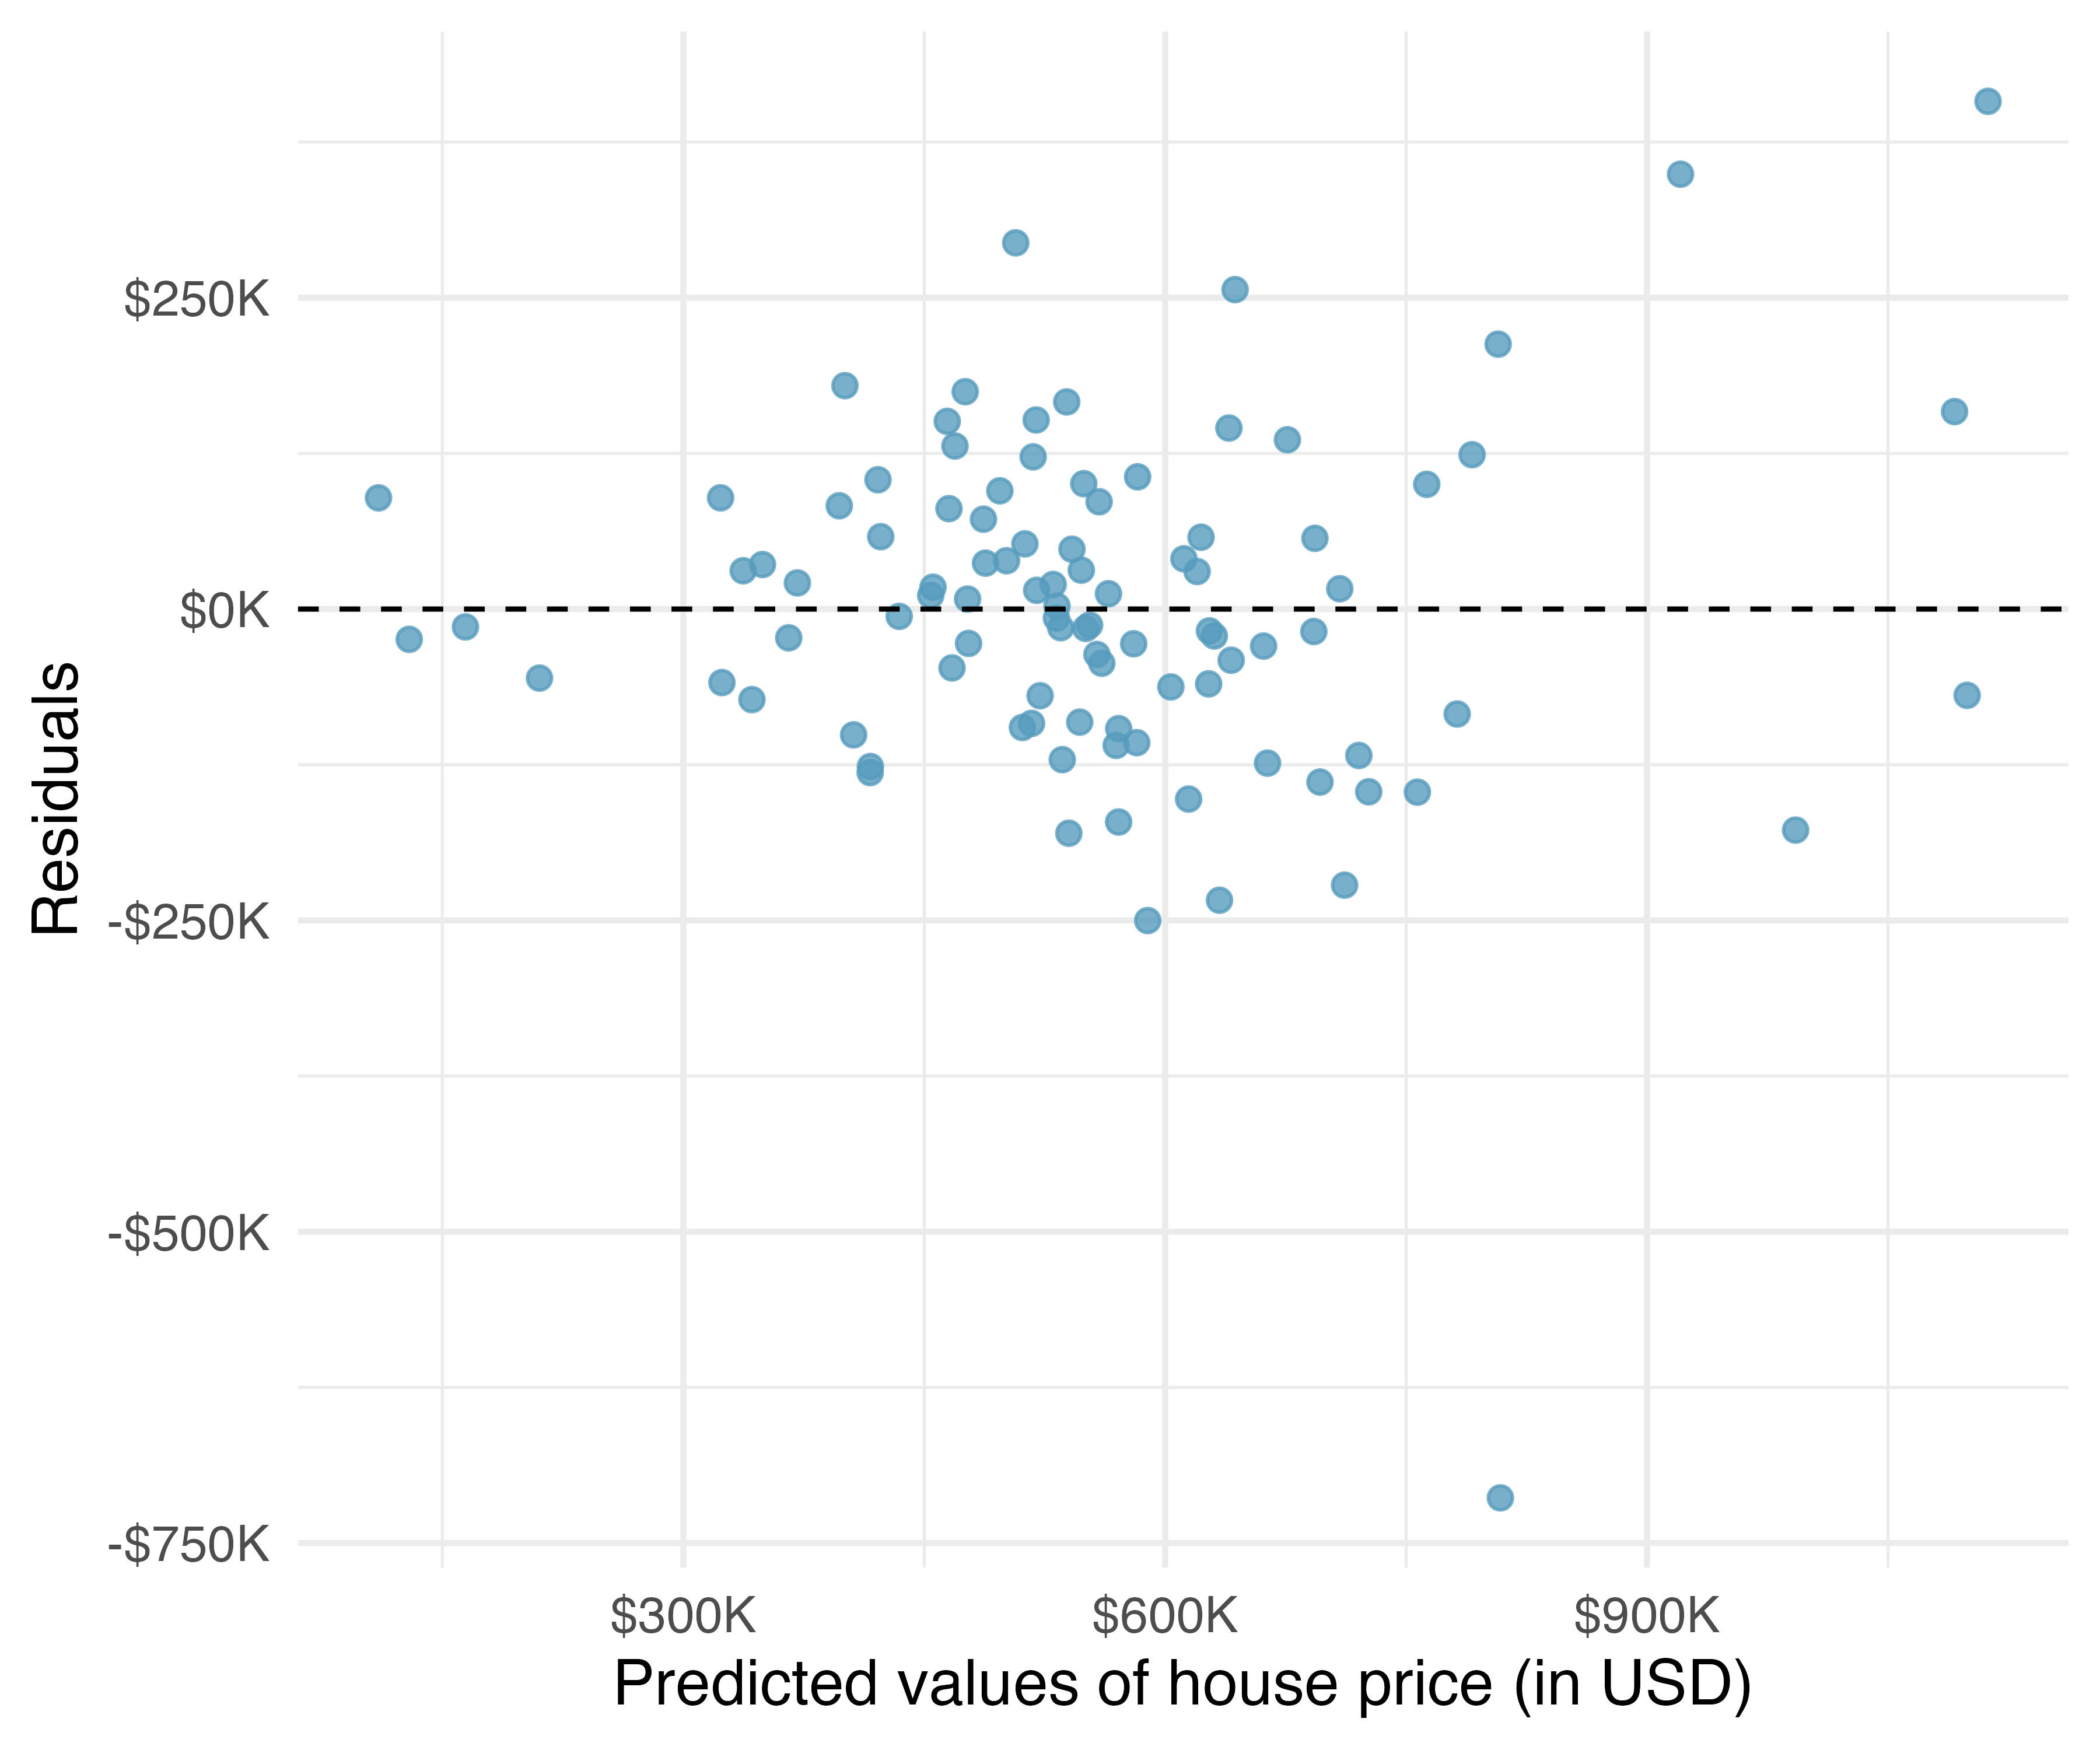 $250K
$0K
-$250K
-$500K
-$750K
Residuals
$300K $600K $900K
Predicted values of house price (in USD)